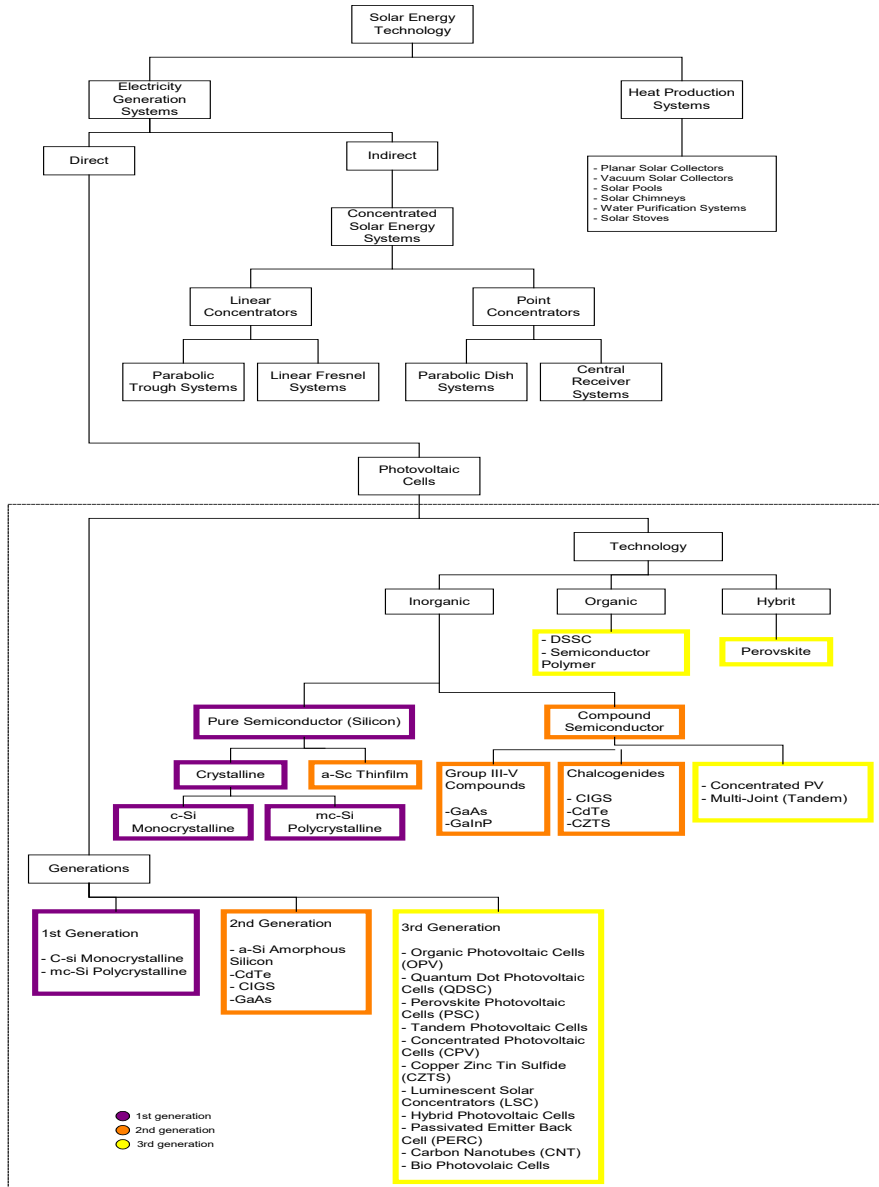 Solar Energy
Technology
Electricity
Generation
Systems
Heat Production
Systems
Direct
Indirect
- Planar Solar Collectors
- Vacuum Solar Collectors
- Solar Pools
- Solar Chimneys
- Water Purification Systems
- Solar Stoves
Concentrated
Solar Energy
Systems
Linear
Concentrators
Point
Concentrators
Parabolic
Trough Systems
Linear Fresnel
Systems
Parabolic Dish
Systems
Central
Receiver
Systems
Photovoltaic
Cells
Technology
Inorganic
Organic
Hybrit
- DSSC
- Semiconductor
Polymer
Perovskite
Pure Semiconductor (Silicon)
Compound
Semiconductor
Crystalline
a-Sc Thinfilm
Group III-V
Compounds
-GaAs
-GaInP
Chalcogenides
- CIGS
-CdTe
-CZTS
- Concentrated PV
- Multi-Joint (Tandem)
c-Si
Monocrystalline
mc-Si
Polycrystalline
Generations
1st Generation
- C-si Monocrystalline
- mc-Si Polycrystalline
2nd Generation
- a-Si Amorphous
Silicon
-CdTe
- CIGS
-GaAs
3rd Generation
- Organic Photovoltaic Cells
(OPV)
- Quantum Dot Photovoltaic
Cells (QDSC)
- Perovskite Photovoltaic
Cells (PSC)
- Tandem Photovoltaic Cells
- Concentrated Photovoltaic
Cells (CPV)
- Copper Zinc Tin Sulfide
(CZTS)
- Luminescent Solar
Concentrators (LSC)
- Hybrid Photovoltaic Cells
- Passivated Emitter Back
Cell (PERC)
- Carbon Nanotubes (CNT)
- Bio Photovolaic Cells
1st generation
2nd generation
3rd generation